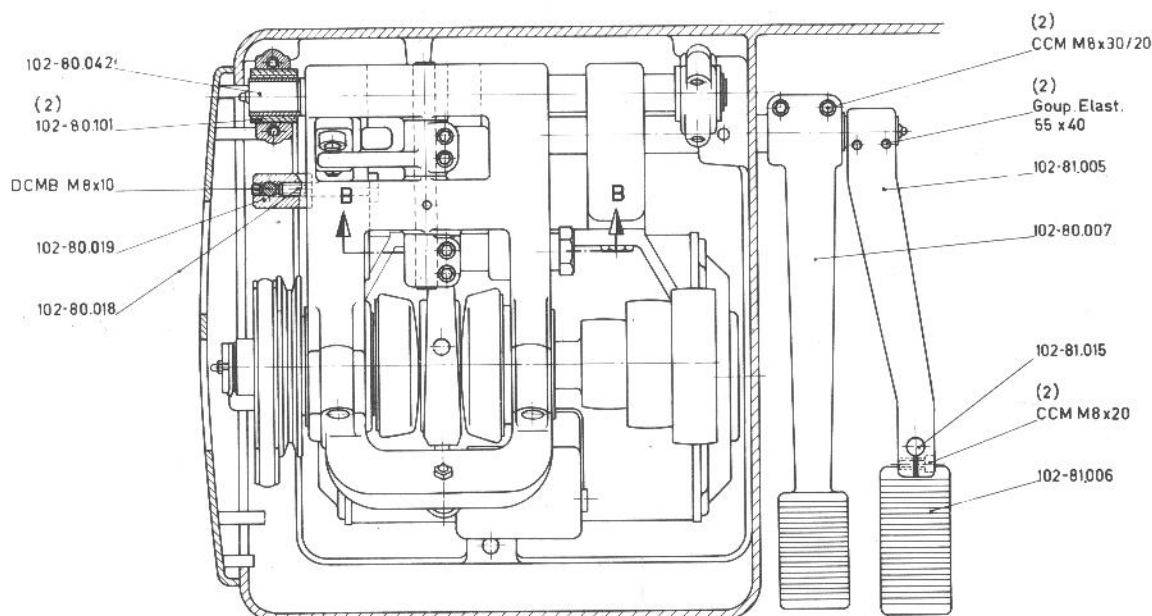 102-80.042
(2)
102-80.101
DCMB M8x10
102-80.019
102-80.018
B
B
(2)
CCM M8x30/20
(2)
Goup. Elast.
55 x40
102-81.005
102-80.007
102-81.015
(2)
CCM M8x20
102-81.006